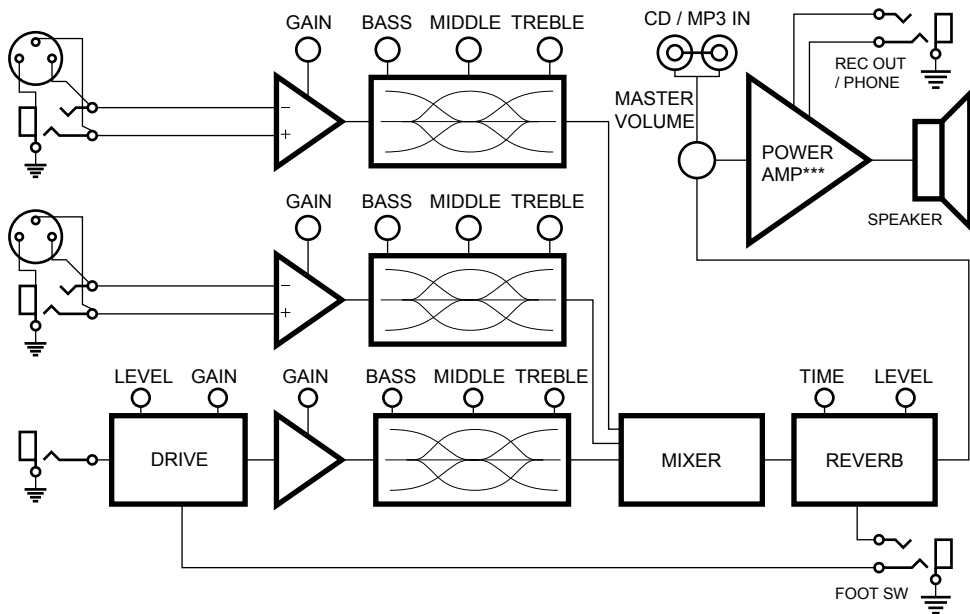 GAIN BASS MIDDLE TREBLE
CD / MP3 IN
REC OUT
/ PHONE
MASTER
VOLUME
− +
POWER
AMP***
SPEAKER
GAIN BASS MIDDLE TREBLE
− +
LEVEL GAIN GAIN BASS MIDDLE TREBLE
TIME LEVEL
DRIVE
MIXER
REVERB
FOOT SW